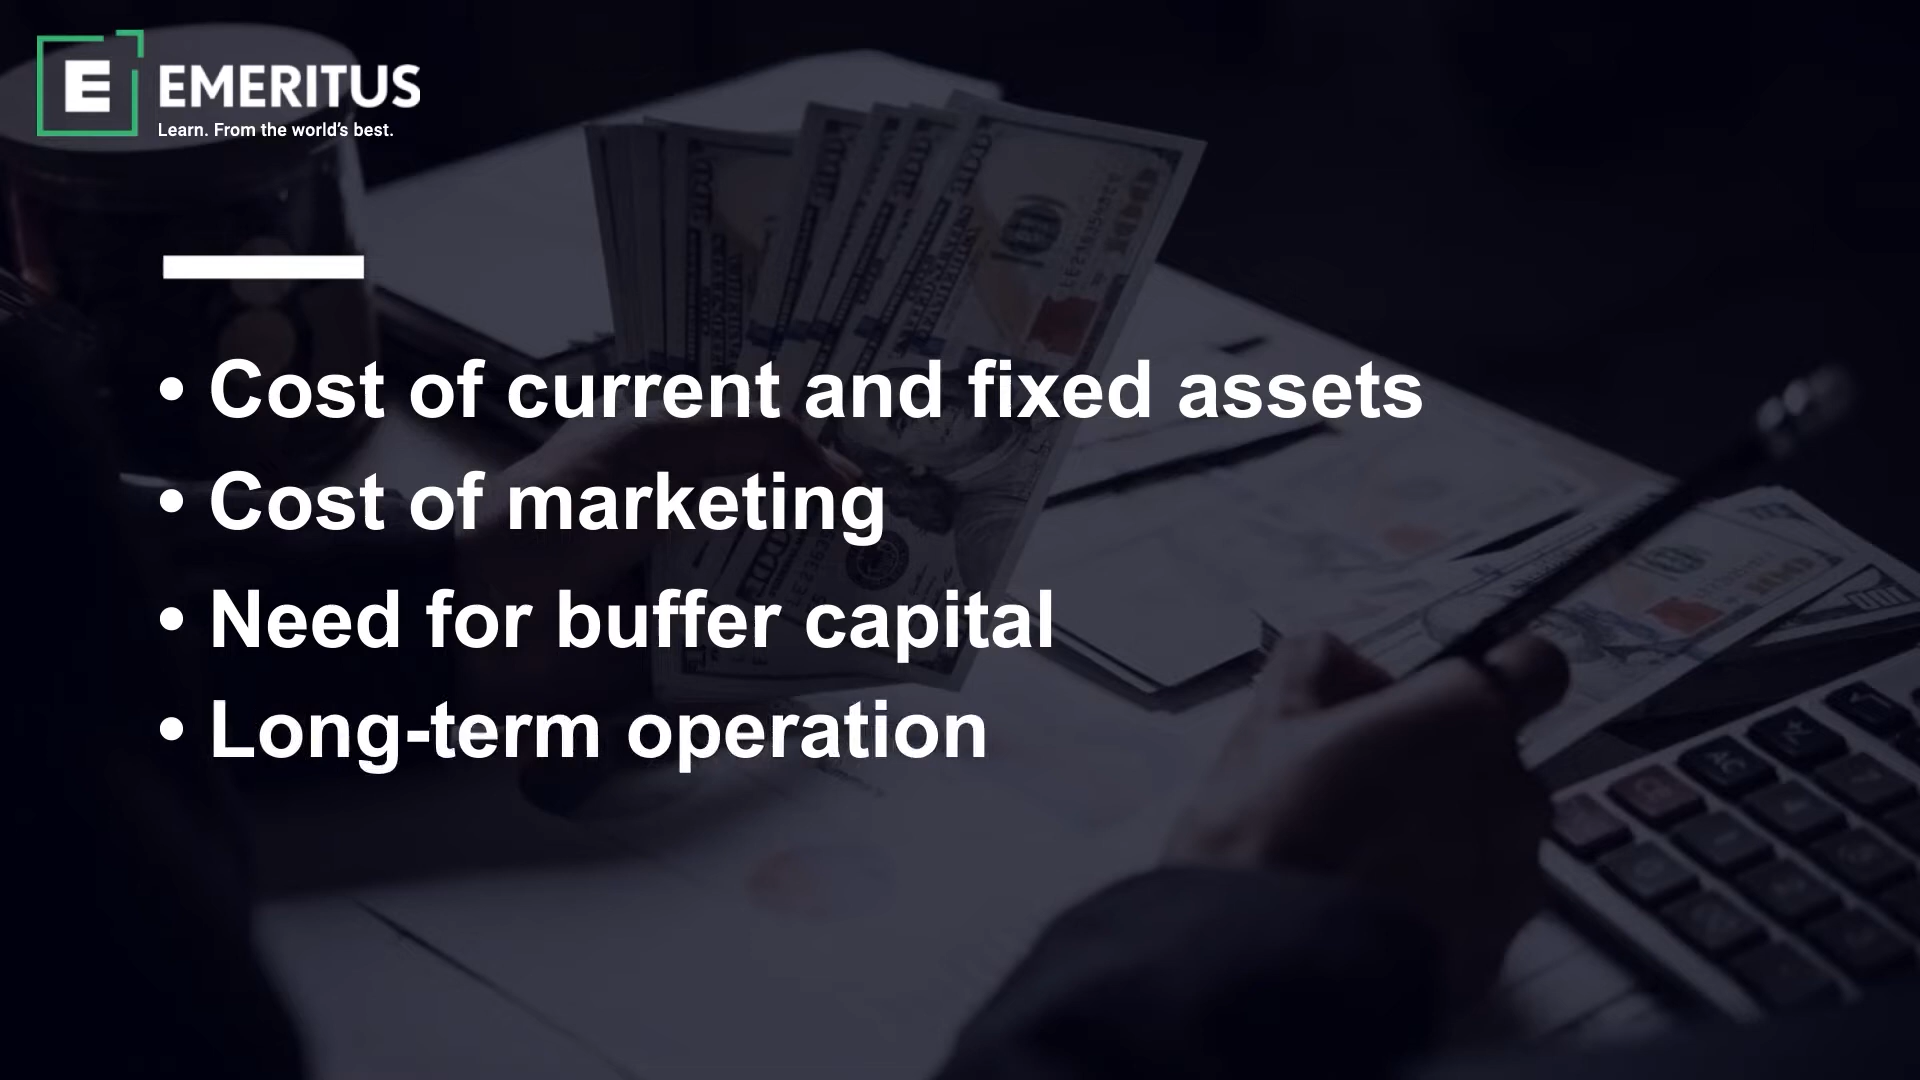 E EMERITUS
Learn. From the world's best.
• Cost of current and fixed assets
• Cost of marketing
• Need for buffer capital
• Long-term operation